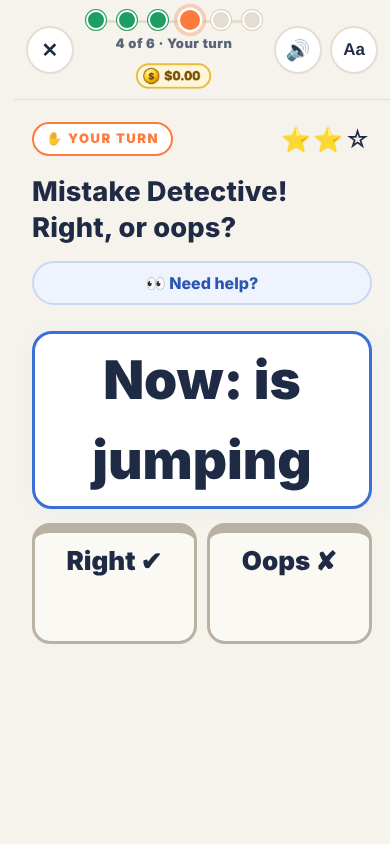 ✕
4 of 6 · Your turn
$ $0.00
🔊
Aa
✋ YOUR TURN
⭐⭐☆
Mistake Detective!
Right, or oops?
👀 Need help?
Now: is
jumping
Right ✔
Oops ✘